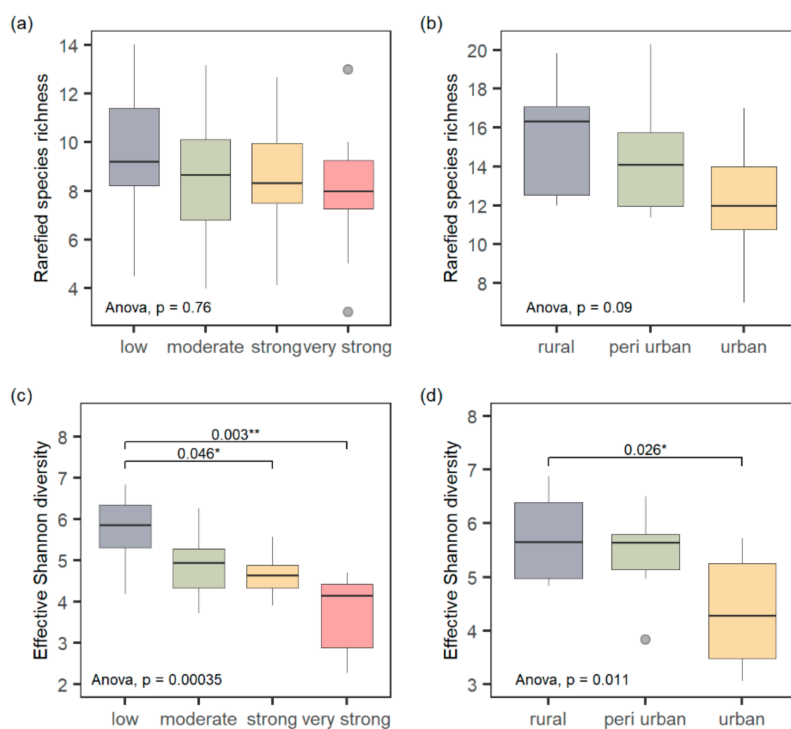 (a)
Rarefied species richness
14
12
10
8
6
4
Anova, p = 0.76
low moderate strong very strong
(b)
Rarefied species richness
20
18
16
14
12
10
8
Anova, p = 0.09
rural peri urban urban
(c)
Effective Shannon diversity
8
7
6
5
4
3
2
0.003**
0.046*
Anova, p = 0.00035
low moderate strong very strong
(d)
Effective Shannon diversity
8
7
6
5
4
3
0.026*
Anova, p = 0.011
rural peri urban urban